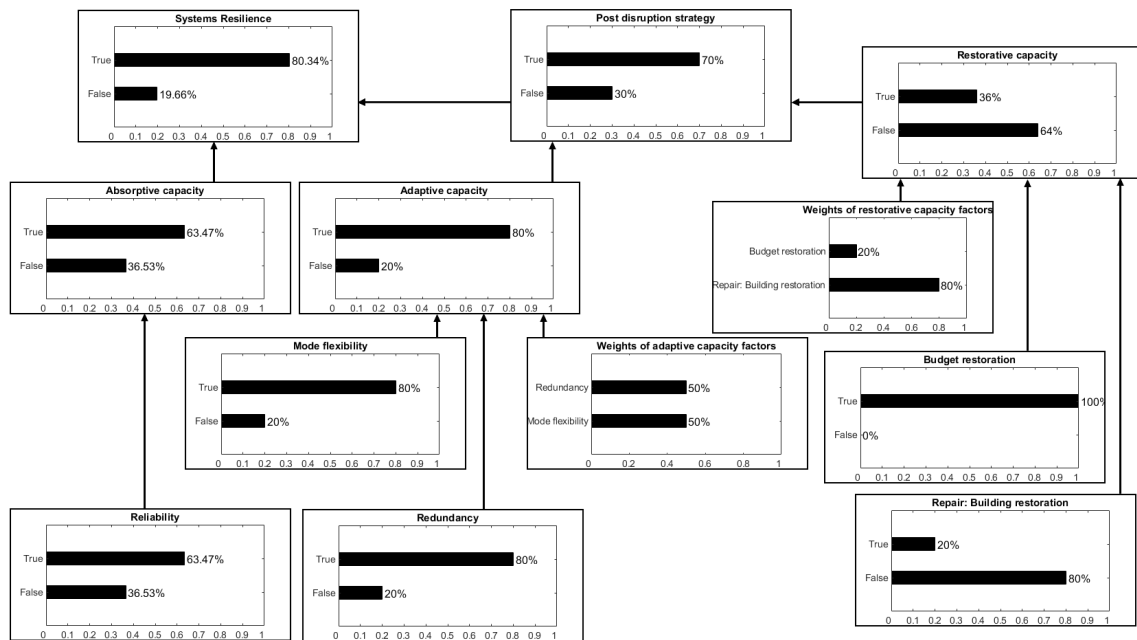 Systems Resilience
True
80.34%
False
19.66%
0 0.1 0.2 0.3 0.4 0.5 0.6 0.7 0.8 0.9 1
Post disruption strategy
True
70%
False
30%
0 0.1 0.2 0.3 0.4 0.5 0.6 0.7 0.8 0.9 1
Restorative capacity
True
36%
False
64%
0 0.1 0.2 0.3 0.4 0.5 0.6 0.7 0.8 0.9 1
Absorptive capacity
True
63.47%
False
36.53%
0 0.1 0.2 0.3 0.4 0.5 0.6 0.7 0.8 0.9 1
Adaptive capacity
True
80%
False
20%
0 0.1 0.2 0.3 0.4 0.5 0.6 0.7 0.8 0.9 1
Weights of restorative capacity factors
Budget restoration
20%
Repair: Building restoration
80%
0 0.2 0.4 0.6 0.8 1
Mode flexibility
True
80%
False
20%
0 0.1 0.2 0.3 0.4 0.5 0.6 0.7 0.8 0.9 1
Weights of adaptive capacity factors
Redundancy
50%
Mode flexibility
50%
0 0.2 0.4 0.6 0.8 1
Budget restoration
True
100%
False
0%
0 0.1 0.2 0.3 0.4 0.5 0.6 0.7 0.8 0.9 1
Reliability
True
63.47%
False
36.53%
0 0.1 0.2 0.3 0.4 0.5 0.6 0.7 0.8 0.9 1
Redundancy
True
80%
False
20%
0 0.1 0.2 0.3 0.4 0.5 0.6 0.7 0.8 0.9 1
Repair: Building restoration
True
20%
False
80%
0 0.1 0.2 0.3 0.4 0.5 0.6 0.7 0.8 0.9 1